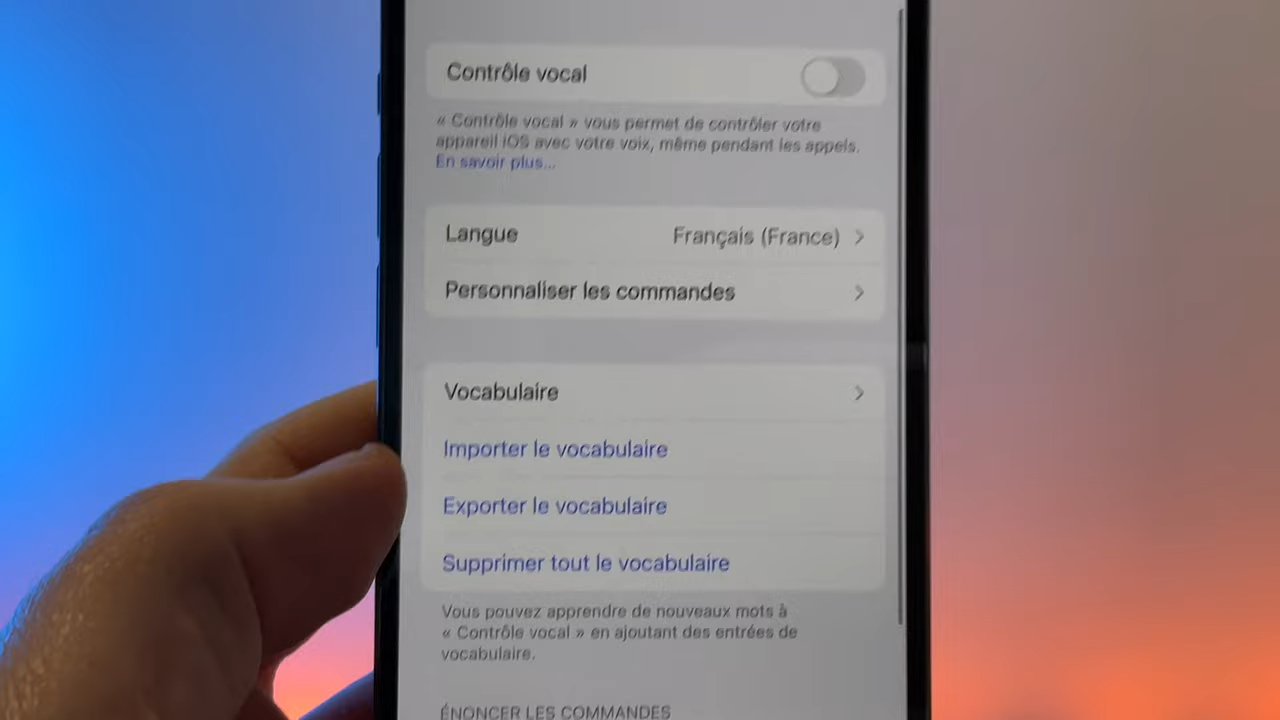 Contrôle vocal
« Contrôle vocal » vous permet de contrôler votre
appareil iOS avec votre voix, même pendant les appels.
En savoir plus...
Langue Français (France)
Personnaliser les commandes
Vocabulaire
Importer le vocabulaire
Exporter le vocabulaire
Supprimer tout le vocabulaire
Vous pouvez apprendre de nouveaux mots à
« Contrôle vocal » en ajoutant des entrées de
vocabulaire.
ÉNONCER LES COMMANDES